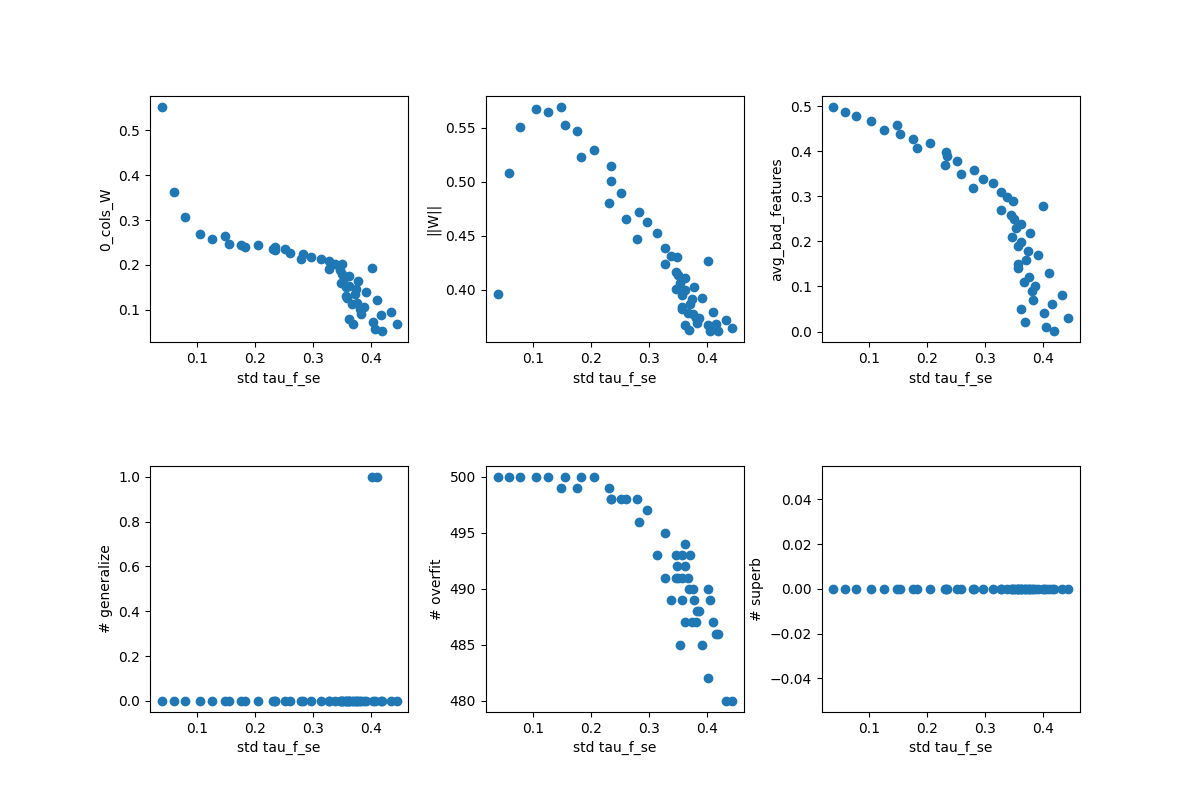 0.5
0.4
0.3
0.2
0.1
0_cols_W
0.1 0.2 0.3 0.4
std tau_f_se
0.55
0.50
0.45
0.40
||W||
0.1 0.2 0.3 0.4
std tau_f_se
0.5
0.4
0.3
0.2
0.1
0.0
avg_bad_features
0.1 0.2 0.3 0.4
std tau_f_se
1.0
0.8
0.6
0.4
0.2
0.0
# generalize
0.1 0.2 0.3 0.4
std tau_f_se
500
495
490
485
480
# overfit
0.1 0.2 0.3 0.4
std tau_f_se
0.04
0.02
0.00
−0.02
−0.04
# superb
0.1 0.2 0.3 0.4
std tau_f_se